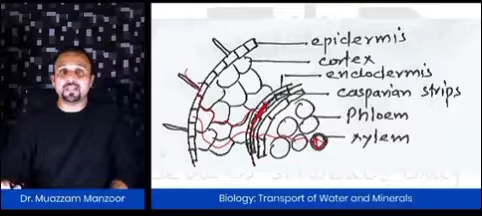 epidermis
cortex
endodermis
casparian strips
Phloem
xylem
Dr. Muazzam Manzoor
Biology: Transport of Water and Minerals